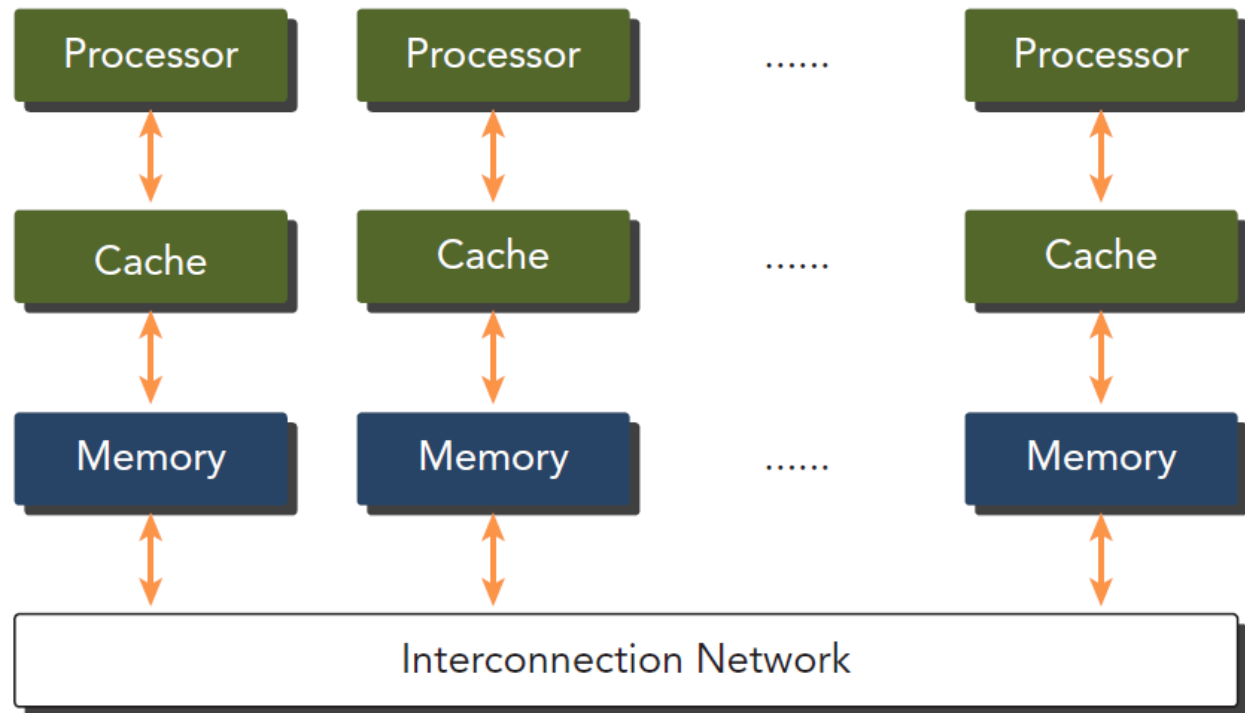 Processor Processor ...... Processor
Cache Cache ...... Cache
Memory Memory ...... Memory
Interconnection Network